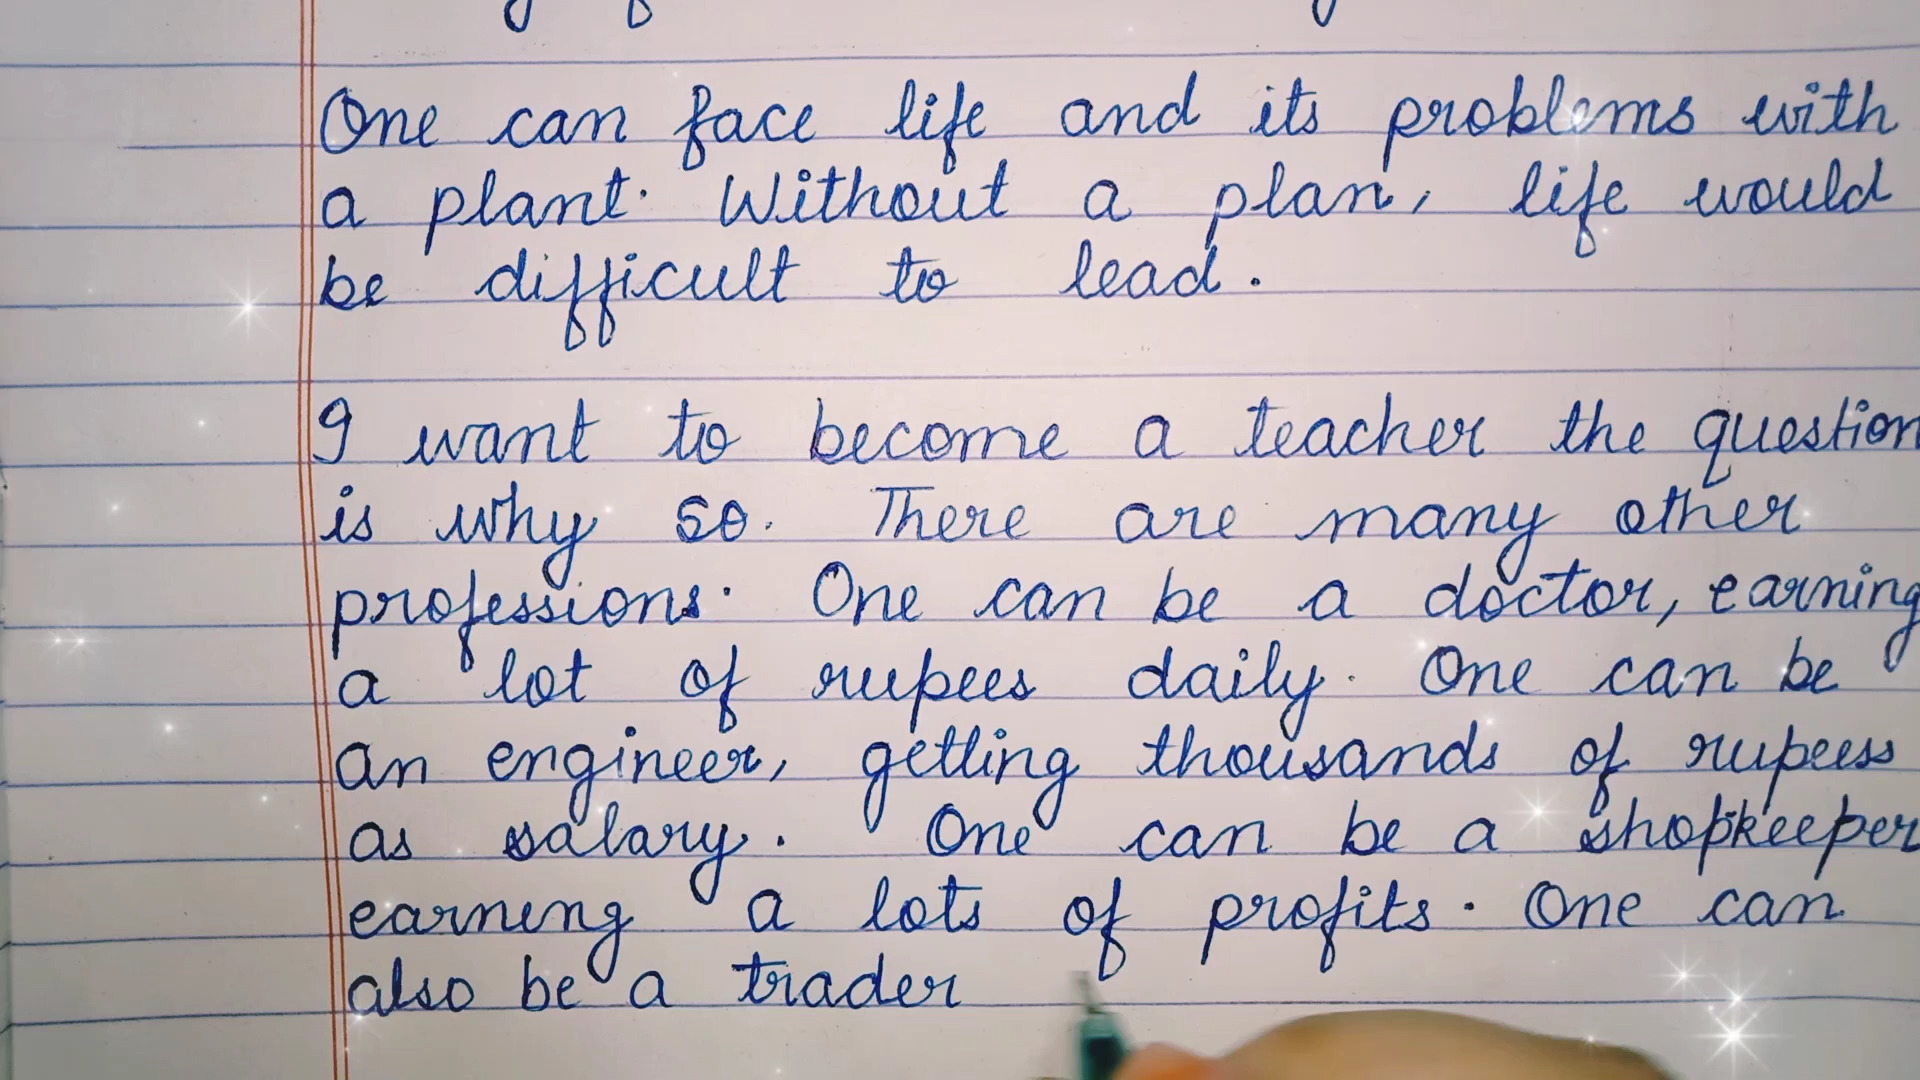 One can face life and its problems with
a plant. Without a plan, life would
be difficult to lead.
I want to become a teacher the question
is why so. There are many other
professions. One can be a doctor, earning
a lot of rupees daily. One can be
an engineer, getting thousands of rupees
as salary. One can be a shopkeeper
earning a lots of profits. One can
also be a trader